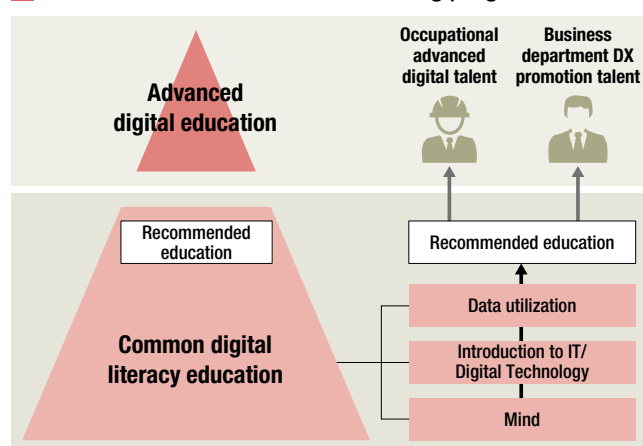 Advanced
digital education
Occupational
advanced
digital talent
Business
department DX
promotion talent
Recommended
education
Common digital
literacy education
Recommended education
Data utilization
Introduction to IT/
Digital Technology
Mind